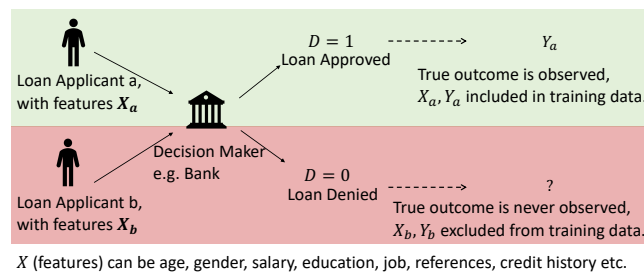 Loan Applicant a,
with features X_a
Decision Maker
e.g. Bank
D = 1
Loan Approved
Y_a
True outcome is observed,
X_a, Y_a included in training data.
Loan Applicant b,
with features X_b
D = 0
Loan Denied
?
True outcome is never observed,
X_b, Y_b excluded from training data.
X (features) can be age, gender, salary, education, job, references, credit history etc.